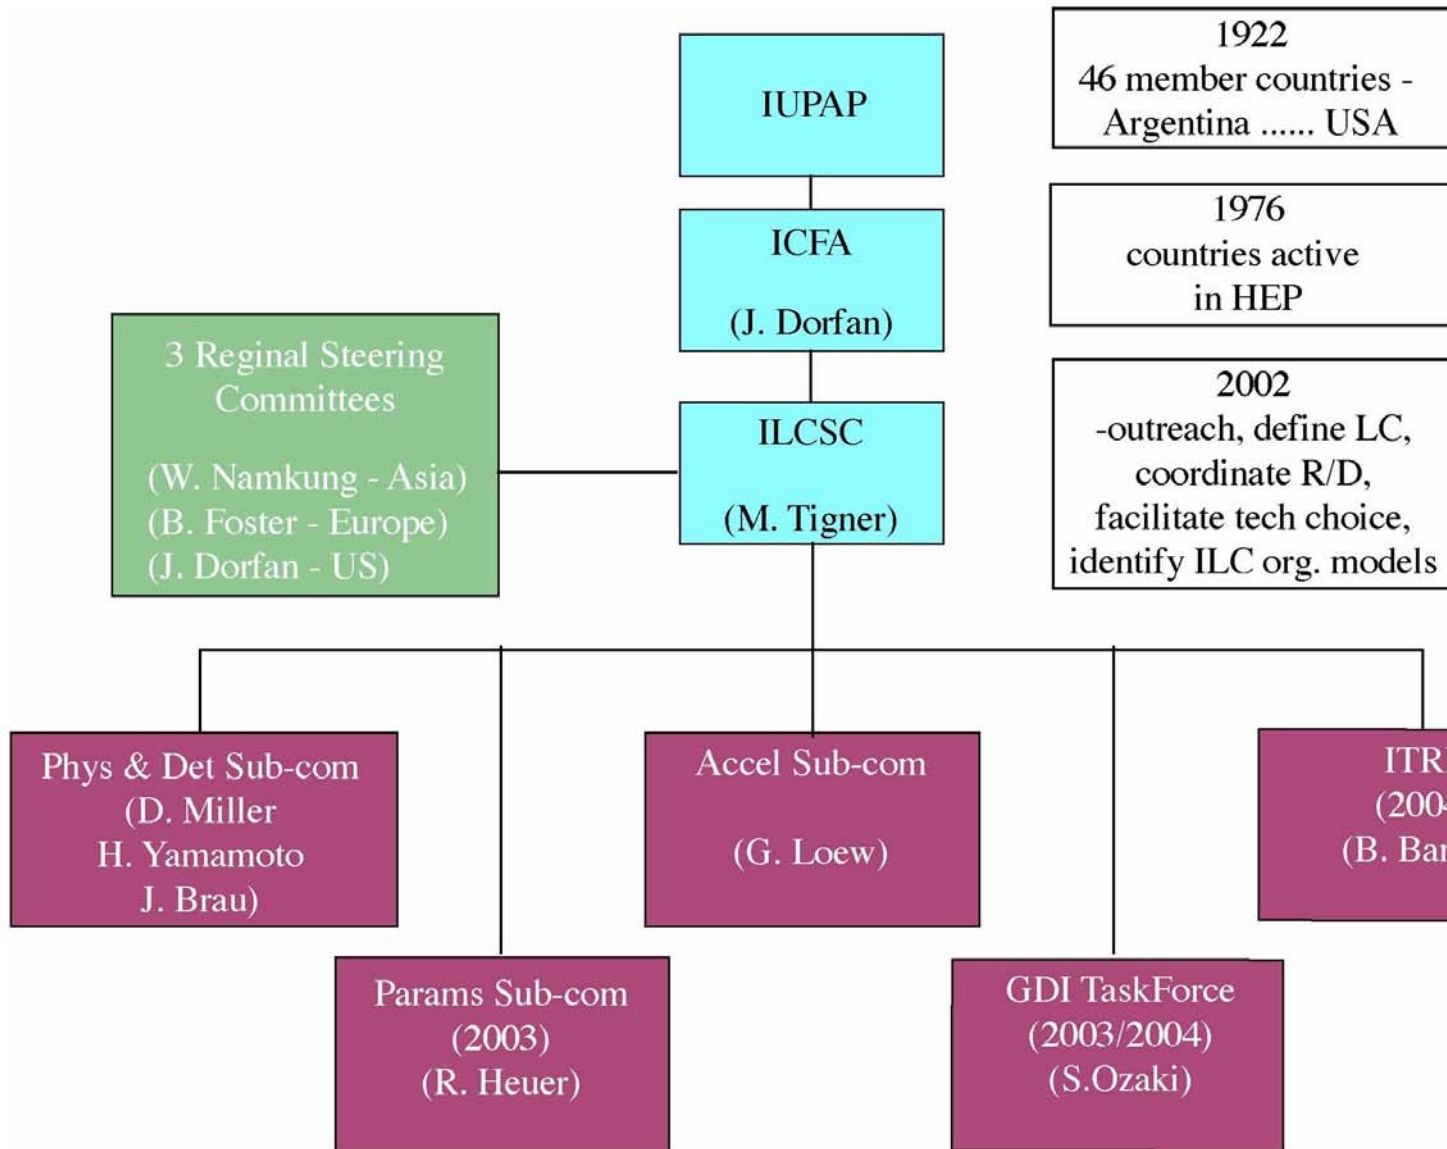 IUPAP
1922
46 member countries -
Argentina ...... USA
ICFA
(J. Dorfan)
1976
countries active
in HEP
3 Reginal Steering
Committees
(W. Namkung - Asia)
(B. Foster - Europe)
(J. Dorfan - US)
ILCSC
(M. Tigner)
2002
-outreach, define LC,
coordinate R/D,
facilitate tech choice,
identify ILC org. models
Phys & Det Sub-com
(D. Miller
H. Yamamoto
J. Brau)
Params Sub-com
(2003)
(R. Heuer)
Accel Sub-com
(G. Loew)
GDI TaskForce
(2003/2004)
(S.Ozaki)
(2004
(B.